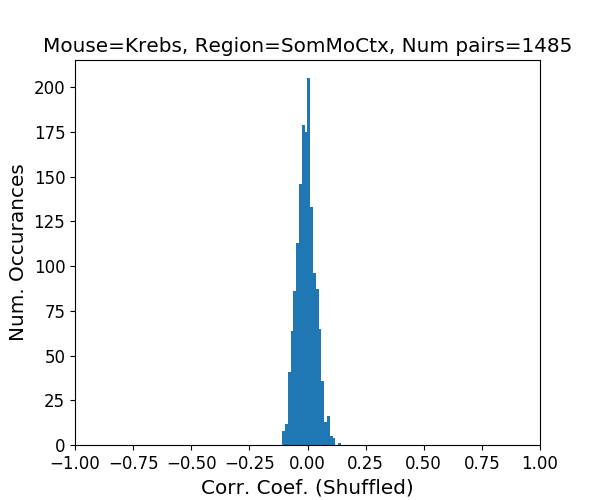 Mouse=Krebs, Region=SomMoCtx, Num pairs=1485
200
175
150
125
100
75
50
25
0
Num. Occurances
−1.00 −0.75 −0.50 −0.25 0.00 0.25 0.50 0.75 1.00
Corr. Coef. (Shuffled)